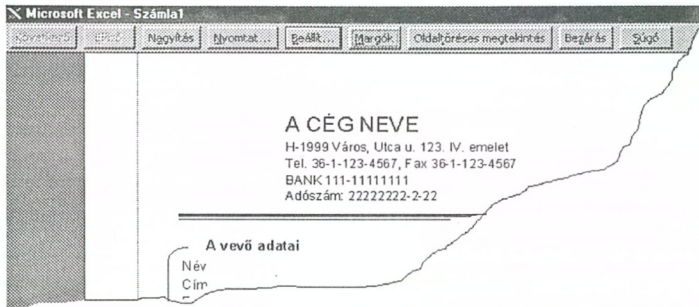 Microsoft Excel - Számla1
Következő Előző Nagyítás Nyomtat... Beállít... Margók Oldaltöréses megtekintés Bezárás Súgó
A CÉG NEVE
H-1999 Város, Utca u. 123. IV. emelet
Tel. 36-1-123-4567, Fax 36-1-123-4567
BANK 111-11111111
Adószám: 22222222-2-22
A vevő adatai
Név
Cím